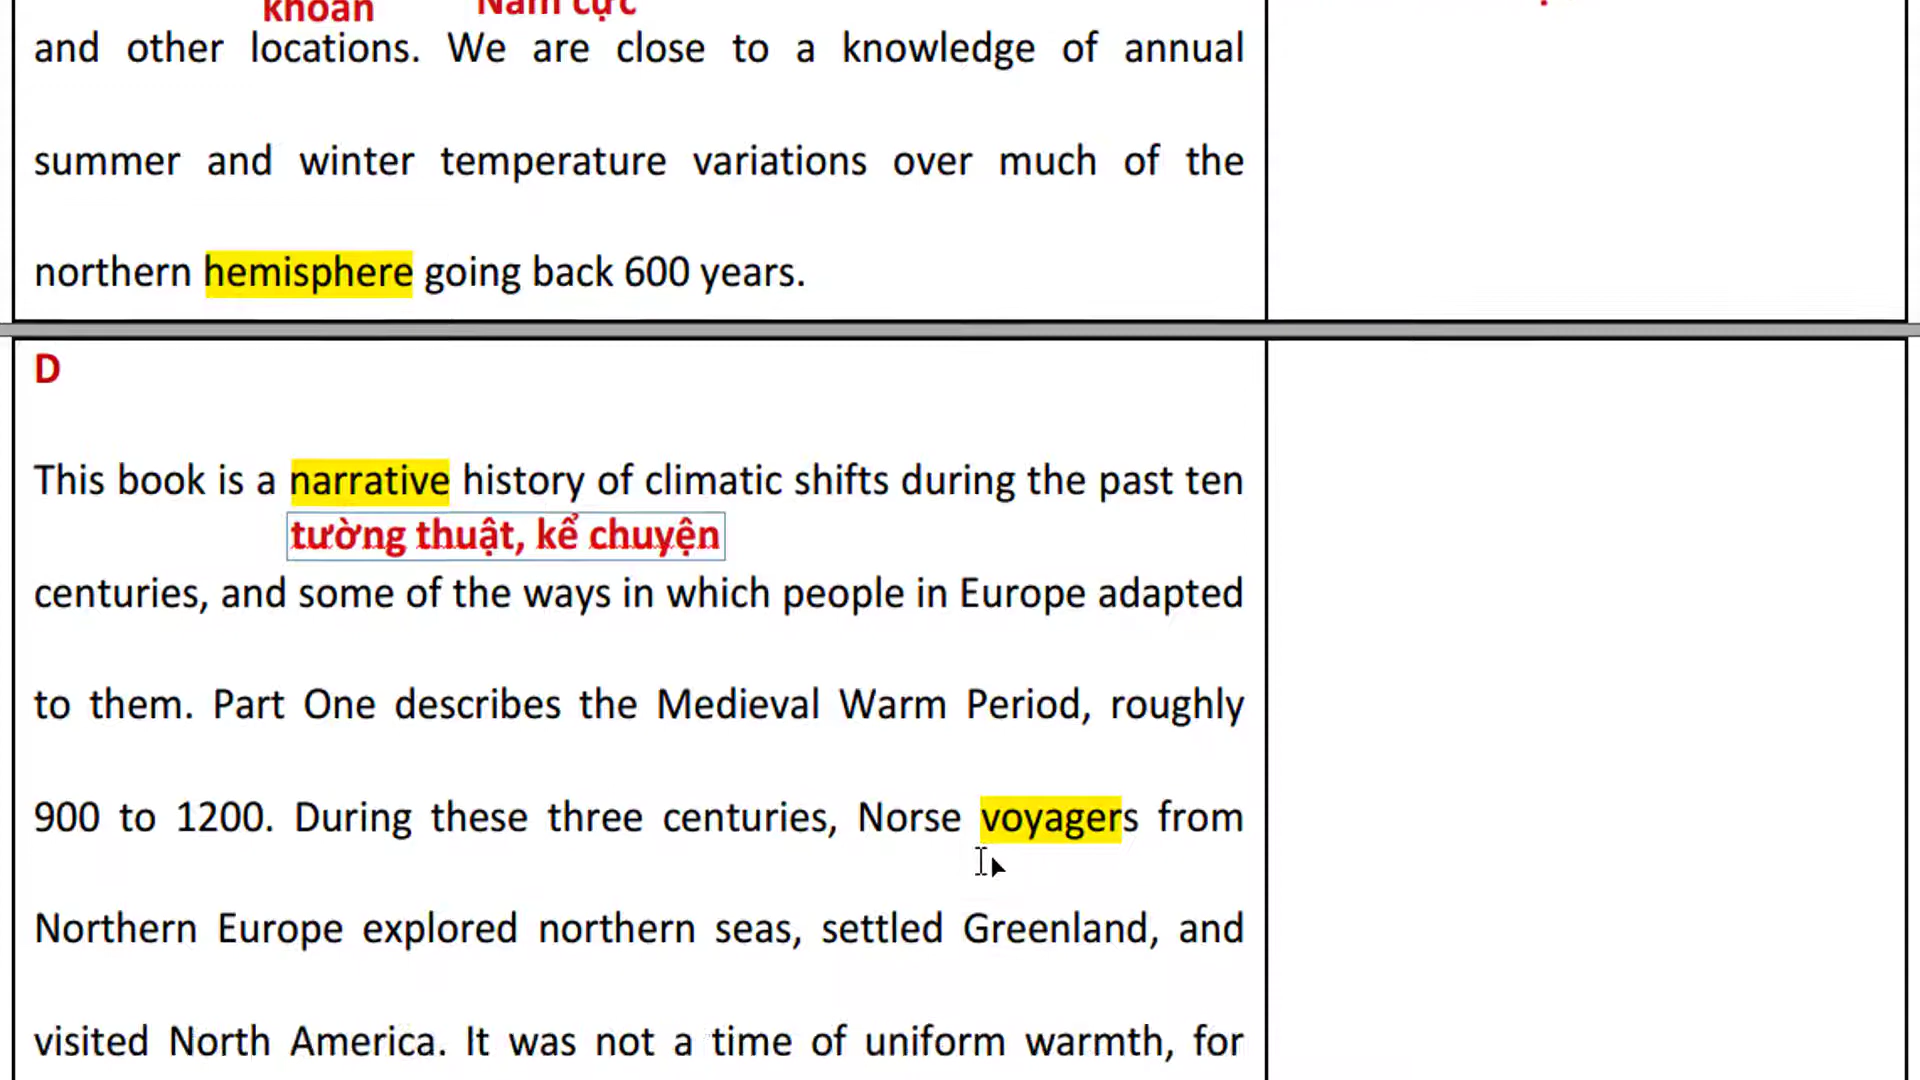 khoan Nam cực
and other locations. We are close to a knowledge of annual
summer and winter temperature variations over much of the
northern hemisphere going back 600 years.
D
This book is a narrative history of climatic shifts during the past ten
tường thuật, kể chuyện
centuries, and some of the ways in which people in Europe adapted
to them. Part One describes the Medieval Warm Period, roughly
900 to 1200. During these three centuries, Norse voyagers from
Northern Europe explored northern seas, settled Greenland, and
visited North America. It was not a time of uniform warmth, for